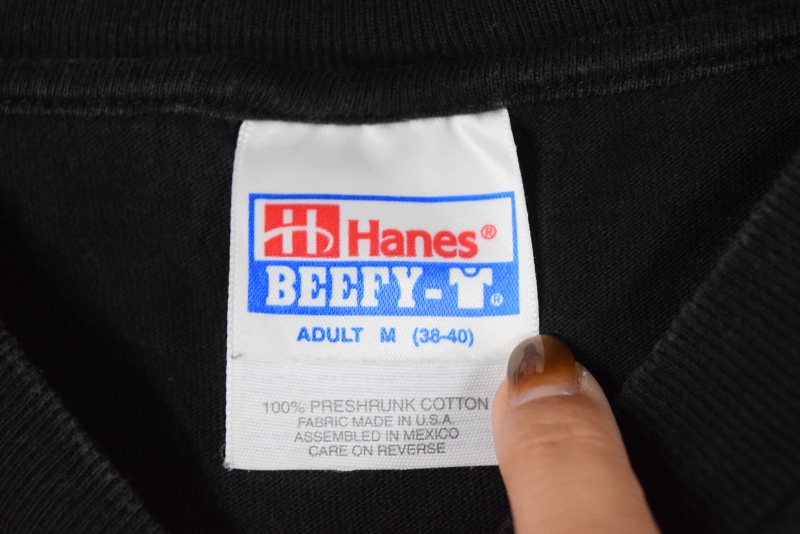 Hanes®
BEEFY-T®
ADULT M (38-40)
100% PRESHRUNK COTTON
FABRIC MADE IN U.S.A.
ASSEMBLED IN MEXICO
CARE ON REVERSE